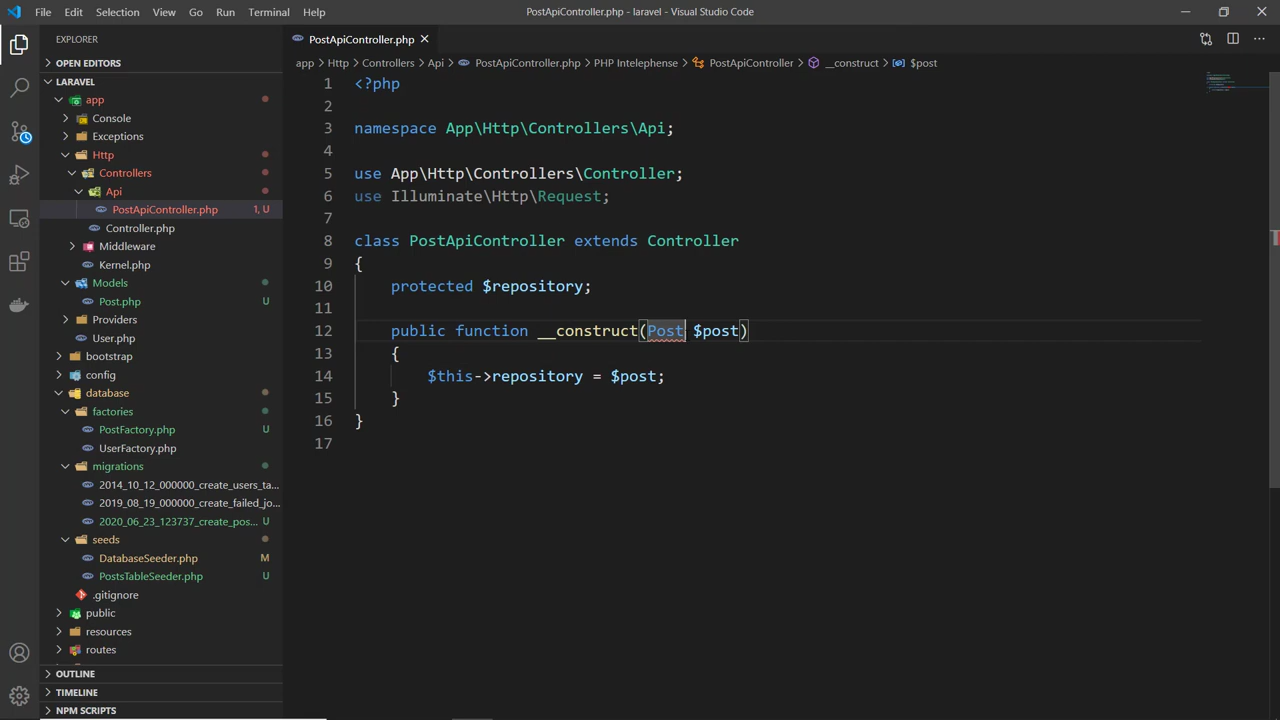 File Edit Selection View Go Run Terminal Help
PostApiController.php - laravel - Visual Studio Code
EXPLORER
OPEN EDITORS
LARAVEL
app
Console
Exceptions
Http
Controllers
Api
PostApiController.php 1, U
Controller.php
Middleware
Kernel.php
Models
Post.php U
Providers
User.php
bootstrap
config
database
factories
PostFactory.php U
UserFactory.php
migrations
2014_10_12_000000_create_users_ta...
2019_08_19_000000_create_failed_jo...
2020_06_23_123737_create_pos... U
seeds
DatabaseSeeder.php M
PostsTableSeeder.php U
.gitignore
public
resources
routes
OUTLINE
TIMELINE
NPM SCRIPTS
PostApiController.php
app Http Controllers Api PostApiController.php PHP Intelephense PostApiController __construct $post
1 <?php
2
3 namespace App\Http\Controllers\Api;
4
5 use App\Http\Controllers\Controller;
6 use Illuminate\Http\Request;
7
8 class PostApiController extends Controller
9 {
10 protected $repository;
11
12 public function __construct(Post $post)
13 {
14 $this->repository = $post;
15 }
16 }
17